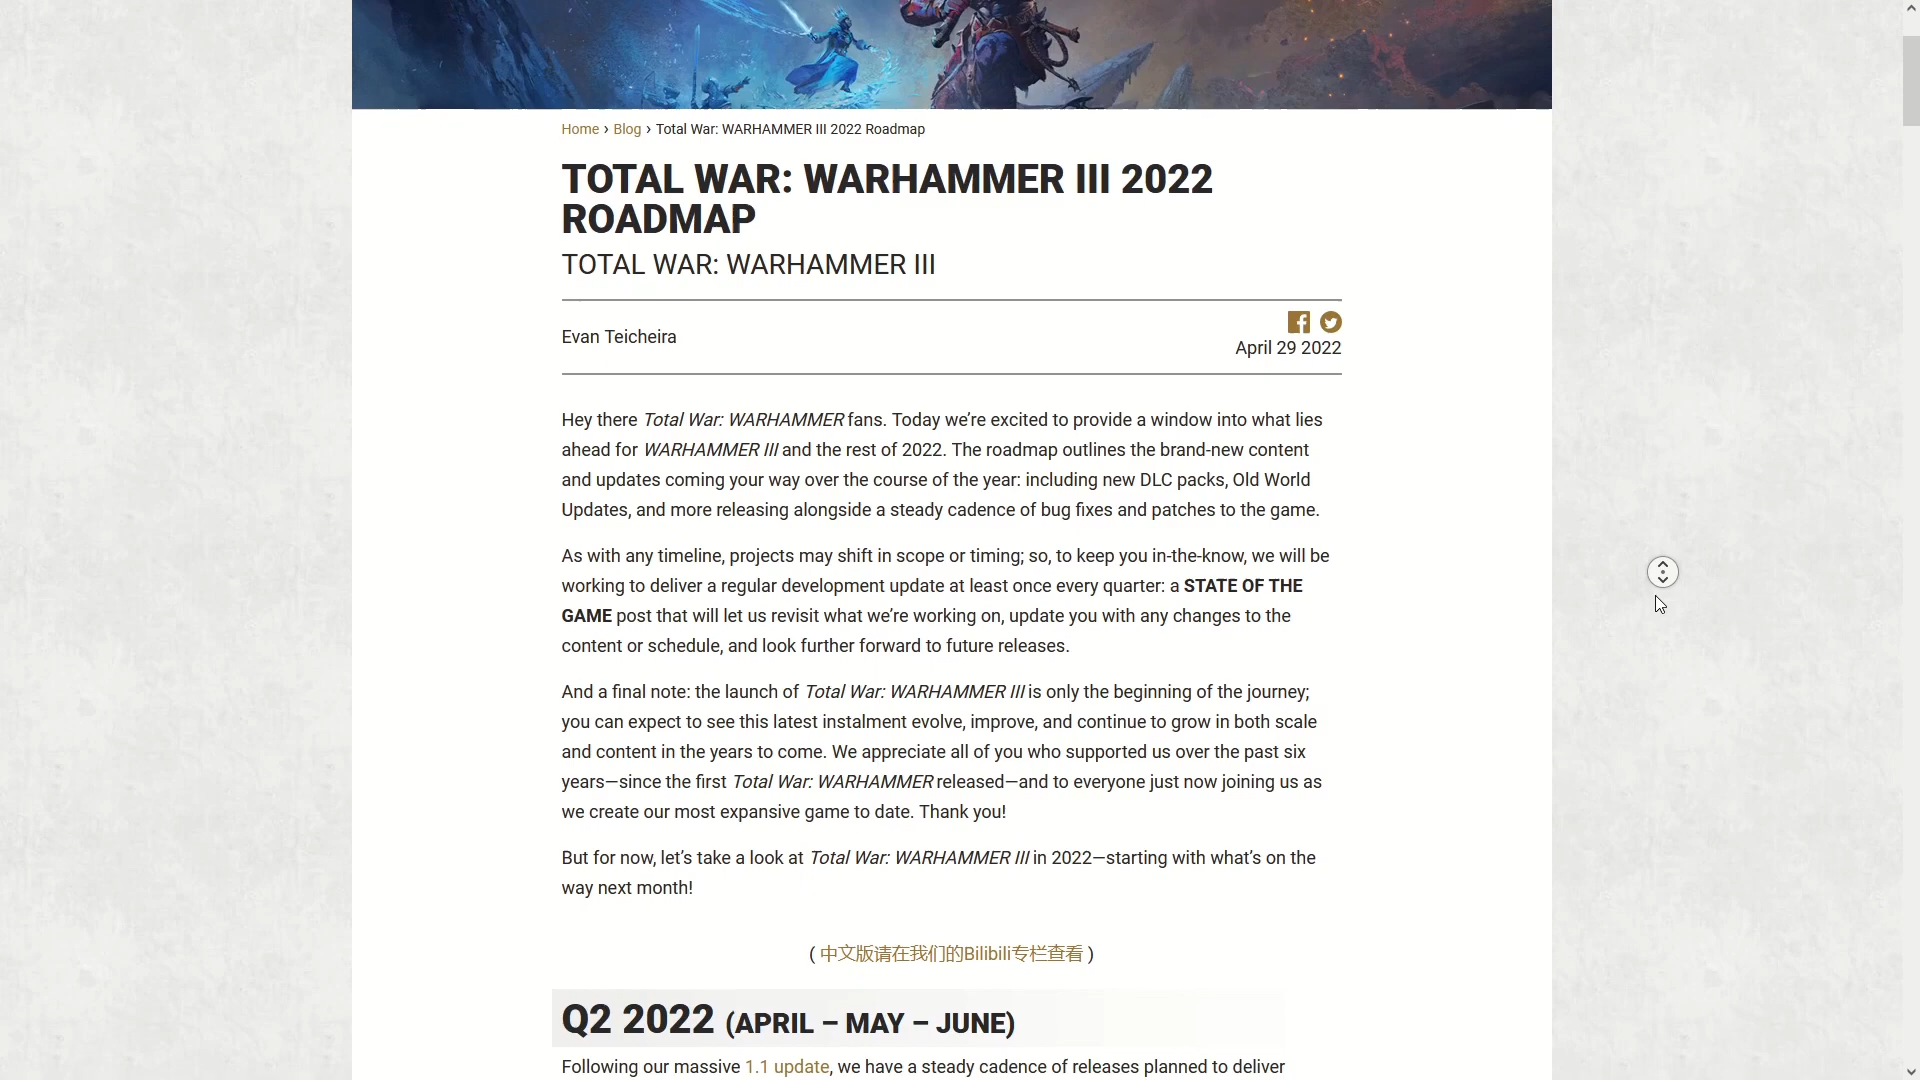 Home › Blog › Total War: WARHAMMER III 2022 Roadmap
TOTAL WAR: WARHAMMER III 2022
ROADMAP
TOTAL WAR: WARHAMMER III
Evan Teicheira
April 29 2022
Hey there Total War: WARHAMMER fans. Today we’re excited to provide a window into what lies
ahead for WARHAMMER III and the rest of 2022. The roadmap outlines the brand-new content
and updates coming your way over the course of the year: including new DLC packs, Old World
Updates, and more releasing alongside a steady cadence of bug fixes and patches to the game.
As with any timeline, projects may shift in scope or timing; so, to keep you in-the-know, we will be
working to deliver a regular development update at least once every quarter: a STATE OF THE
GAME post that will let us revisit what we’re working on, update you with any changes to the
content or schedule, and look further forward to future releases.
And a final note: the launch of Total War: WARHAMMER III is only the beginning of the journey;
you can expect to see this latest instalment evolve, improve, and continue to grow in both scale
and content in the years to come. We appreciate all of you who supported us over the past six
years—since the first Total War: WARHAMMER released—and to everyone just now joining us as
we create our most expansive game to date. Thank you!
But for now, let’s take a look at Total War: WARHAMMER III in 2022—starting with what’s on the
way next month!
( 中文版请在我们的Bilibili专栏查看 )
Q2 2022 (APRIL – MAY – JUNE)
Following our massive 1.1 update, we have a steady cadence of releases planned to deliver